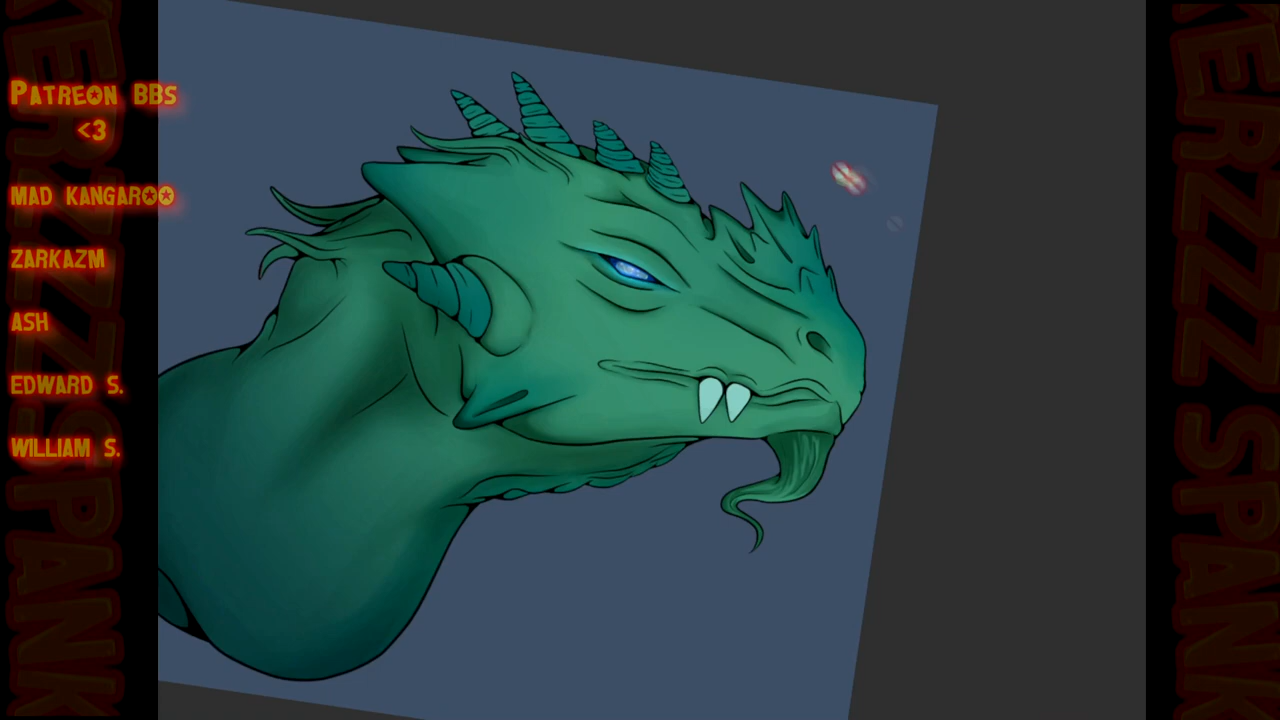 PATREON BBS
<3
MAD KANGAROO
ZARKAZM
ASH
EDWARD S.
WILLIAM S.